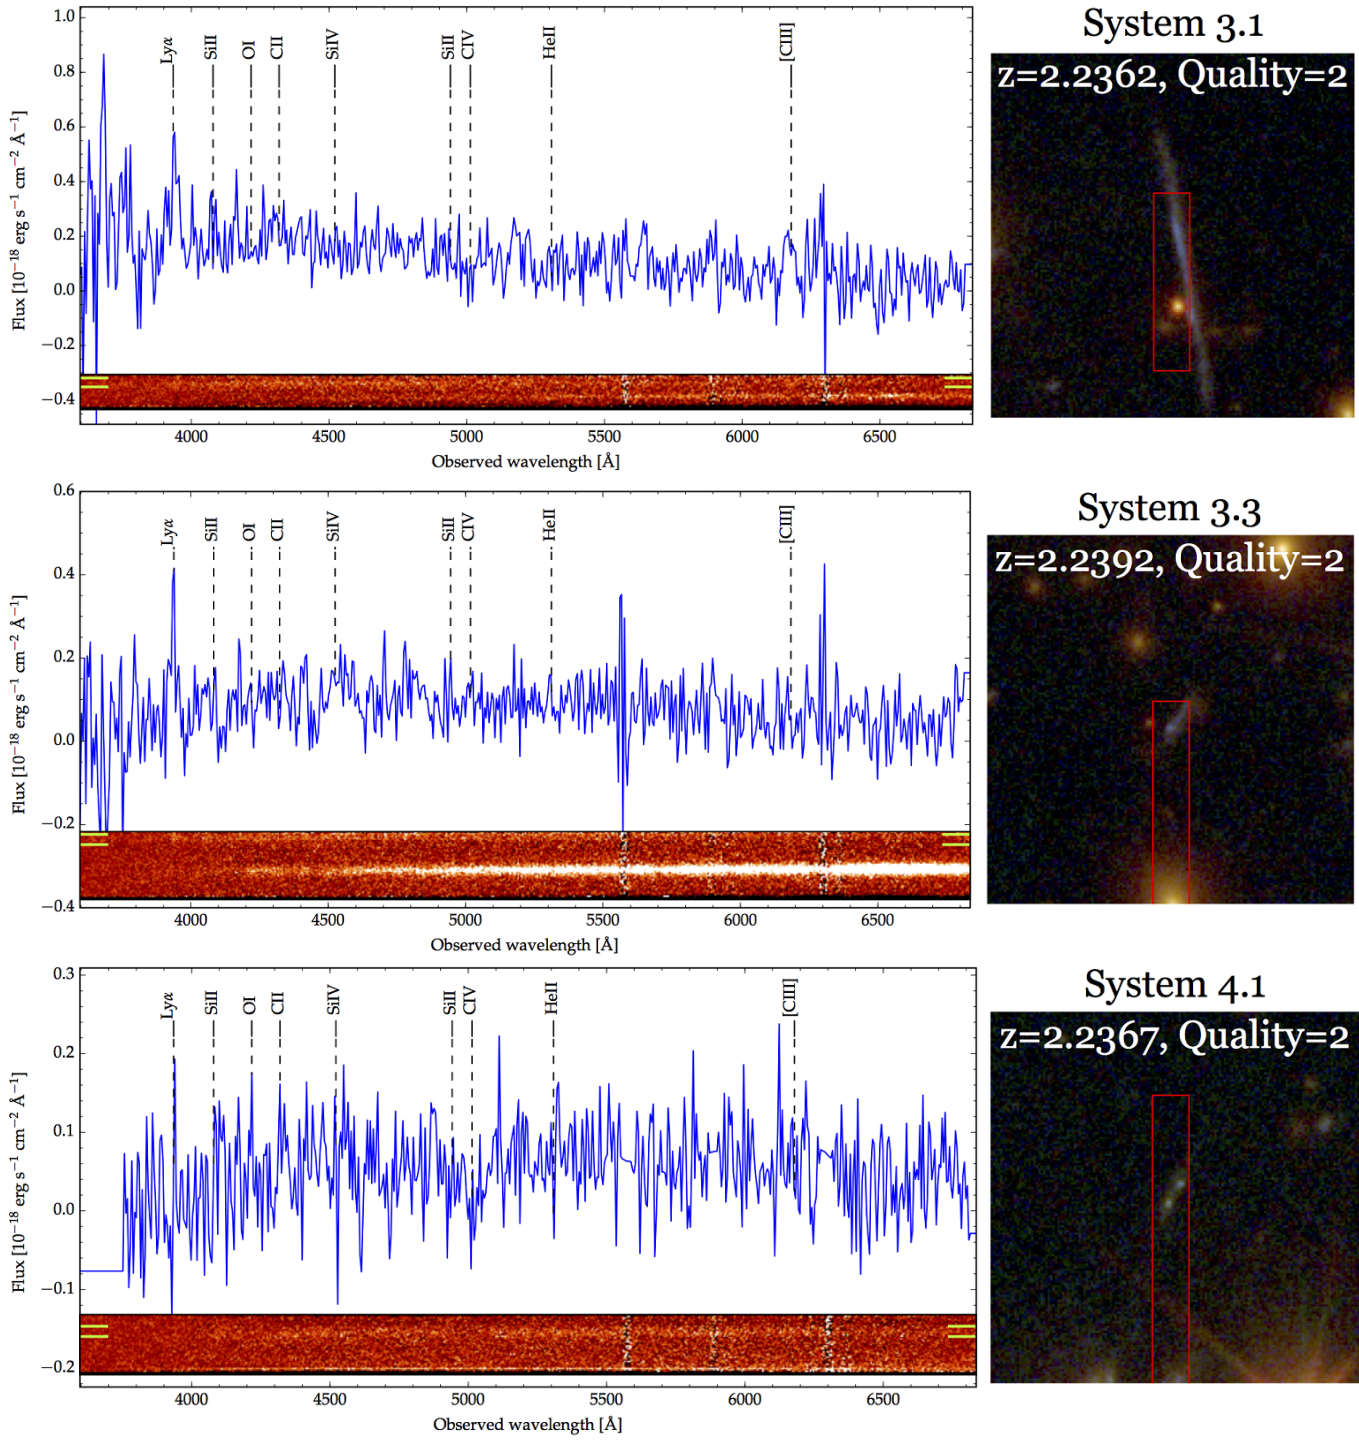 System 3.1
z=2.2362, Quality=2
Lyα SiII OI CII SiIV SiII CIV HeII [CIII]
Flux [10−18 erg s−1 cm−2 Å−1]
1.0
0.8
0.6
0.4
0.2
0.0
−0.2
−0.4
4000 4500 5000 5500 6000 6500
Observed wavelength [Å]
System 3.3
z=2.2392, Quality=2
Lyα SiII OI CII SiIV SiII CIV HeII [CIII]
Flux [10−18 erg s−1 cm−2 Å−1]
0.6
0.4
0.2
0.0
−0.2
−0.4
4000 4500 5000 5500 6000 6500
Observed wavelength [Å]
System 4.1
z=2.2367, Quality=2
Lyα SiII OI CII SiIV SiII CIV HeII [CIII]
Flux [10−18 erg s−1 cm−2 Å−1]
0.3
0.2
0.1
0.0
−0.1
−0.2
4000 4500 5000 5500 6000 6500
Observed wavelength [Å]